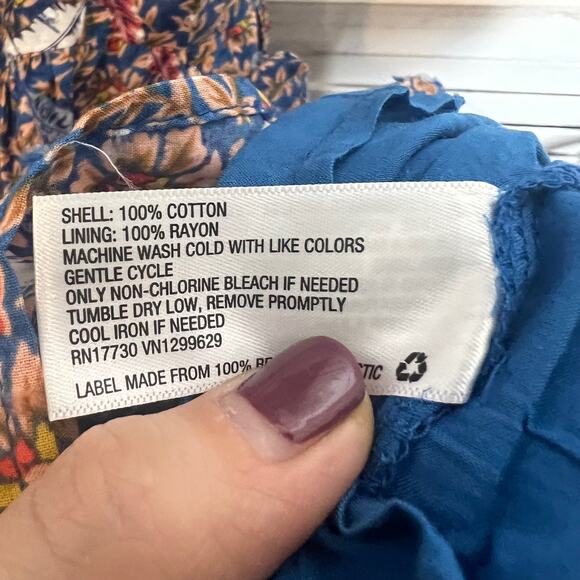 SHELL: 100% COTTON
LINING: 100% RAYON
MACHINE WASH COLD WITH LIKE COLORS
GENTLE CYCLE
ONLY NON-CHLORINE BLEACH IF NEEDED
TUMBLE DRY LOW, REMOVE PROMPTLY
COOL IRON IF NEEDED
RN17730 VN1299629
LABEL MADE FROM 100%